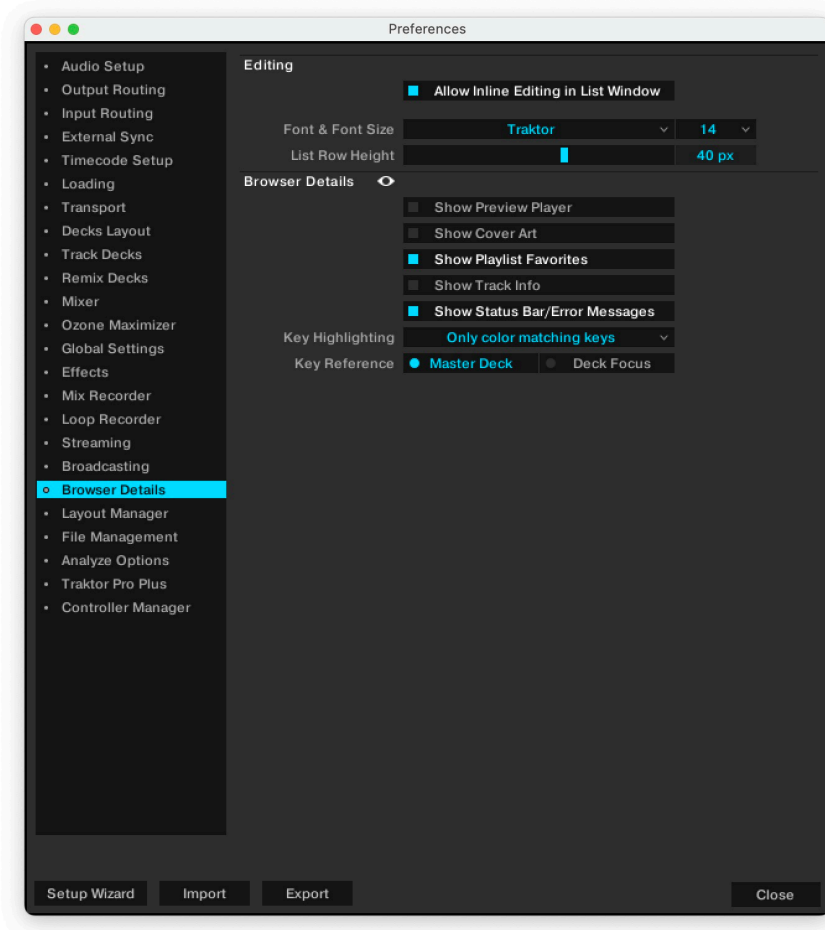 Preferences
Audio Setup
Output Routing
Input Routing
External Sync
Timecode Setup
Loading
Transport
Decks Layout
Track Decks
Remix Decks
Mixer
Ozone Maximizer
Global Settings
Effects
Mix Recorder
Loop Recorder
Streaming
Broadcasting
Browser Details
Layout Manager
File Management
Analyze Options
Traktor Pro Plus
Controller Manager
Editing
Allow Inline Editing in List Window
Font & Font Size Traktor 14
List Row Height 40 px
Browser Details
Show Preview Player
Show Cover Art
Show Playlist Favorites
Show Track Info
Show Status Bar/Error Messages
Key Highlighting Only color matching keys
Key Reference Master Deck Deck Focus
Setup Wizard Import Export Close